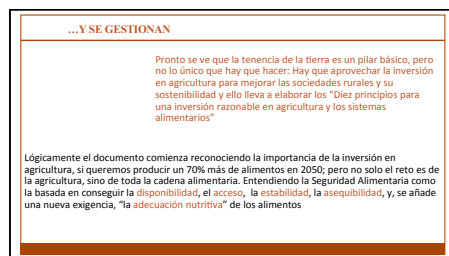 ...Y SE GESTIONAN
Pronto se ve que la tenencia de la tierra es un pilar básico, pero
no lo único que hay que hacer: Hay que aprovechar la inversión
en agricultura para mejorar las sociedades rurales y su
sostenibilidad y ello lleva a elaborar los “Diez principios para
una inversión razonable en agricultura y los sistemas
alimentarios”
Lógicamente el documento comienza reconociendo la importancia de la inversión en
agricultura, si queremos producir un 70% más de alimentos en 2050; pero no solo el reto es de
la agricultura, sino de toda la cadena alimentaria. Entendiendo la Seguridad Alimentaria como
la basada en conseguir la disponibilidad, el acceso, la estabilidad, la asequibilidad, y, se añade
una nueva exigencia, “la adecuación nutritiva” de los alimentos